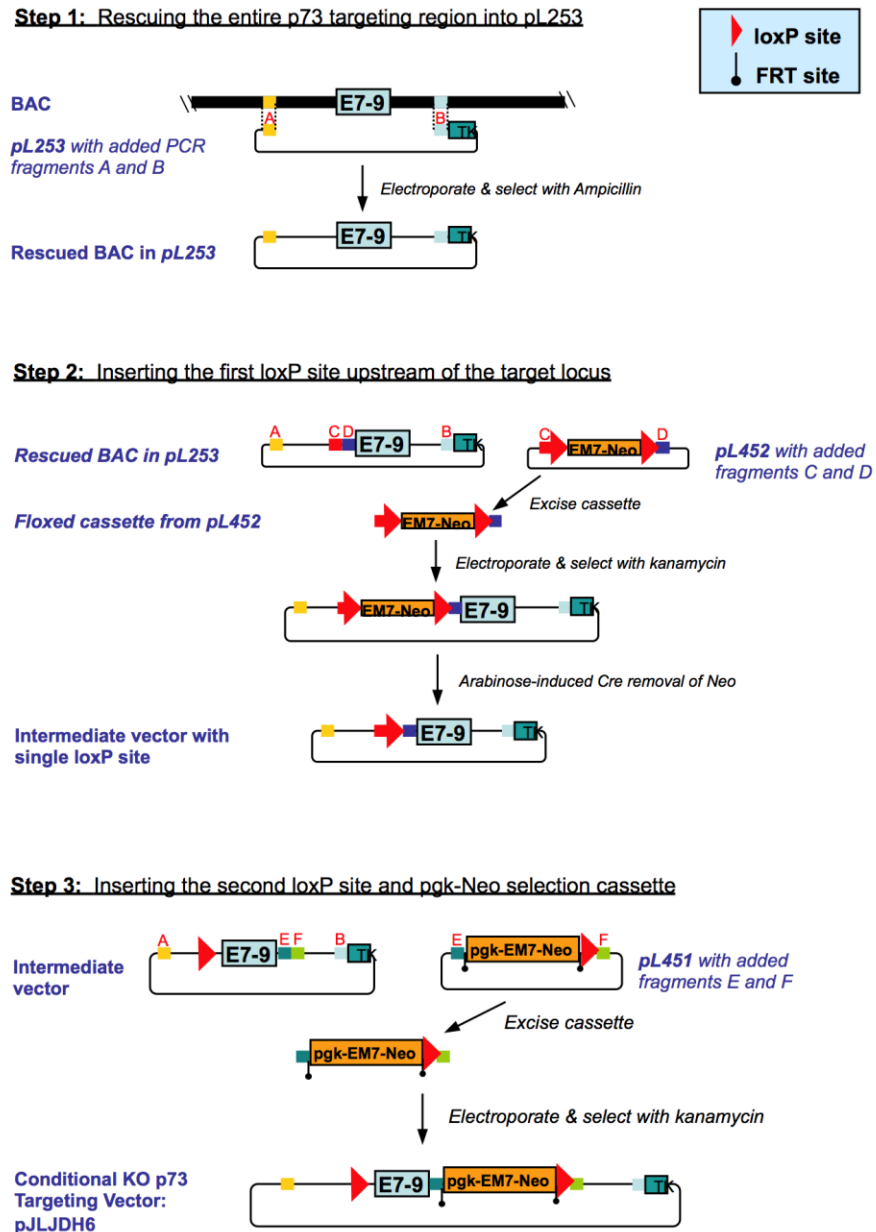 Step 1: Rescuing the entire p73 targeting region into pL253
loxP site
FRT site
BAC
E7-9
A
B
TK
pL253 with added PCR
fragments A and B
Electroporate & select with Ampicillin
Rescued BAC in pL253
E7-9
TK
Step 2: Inserting the first loxP site upstream of the target locus
Rescued BAC in pL253
A
C D
E7-9
B
TK
C
EM7-Neo
D
pL452 with added
fragments C and D
Excise cassette
Floxed cassette from pL452
EM7-Neo
Electroporate & select with kanamycin
EM7-Neo
E7-9
TK
Arabinose-induced Cre removal of Neo
Intermediate vector with
single loxP site
E7-9
TK
Step 3: Inserting the second loxP site and pgk-Neo selection cassette
Intermediate
vector
A
E7-9
E F
B
TK
E
pgk-EM7-Neo
F
pL451 with added
fragments E and F
Excise cassette
pgk-EM7-Neo
Electroporate & select with kanamycin
Conditional KO p73
Targeting Vector:
pJLJDH6
E7-9
pgk-EM7-Neo
TK